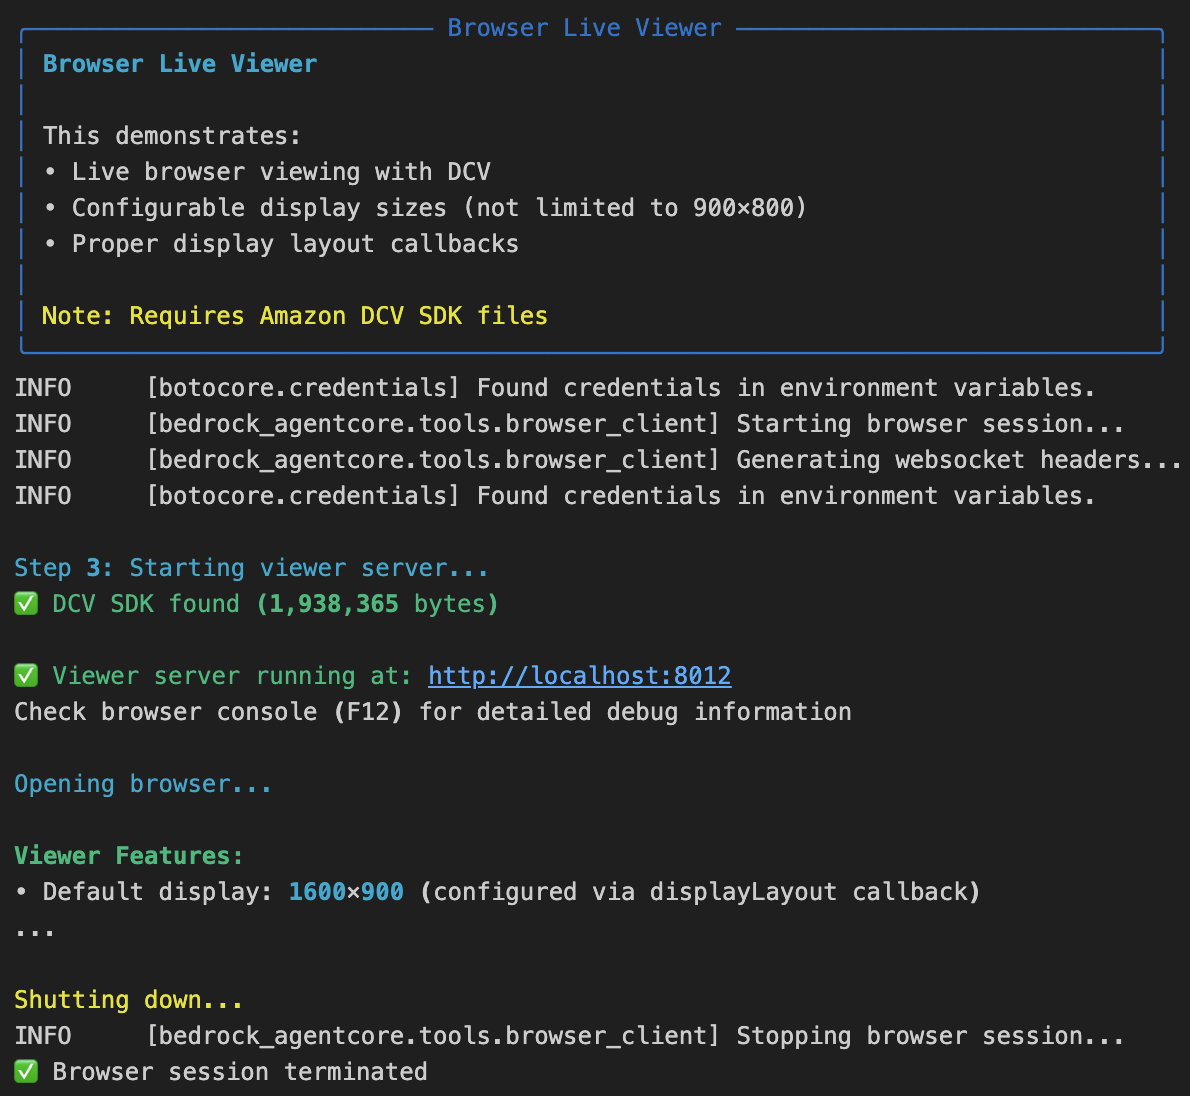 Browser Live Viewer
Browser Live Viewer
This demonstrates:
• Live browser viewing with DCV
• Configurable display sizes (not limited to 900×800)
• Proper display layout callbacks
Note: Requires Amazon DCV SDK files
INFO     [botocore.credentials] Found credentials in environment variables.
INFO     [bedrock_agentcore.tools.browser_client] Starting browser session...
INFO     [bedrock_agentcore.tools.browser_client] Generating websocket headers...
INFO     [botocore.credentials] Found credentials in environment variables.
Step 3: Starting viewer server...
✅ DCV SDK found (1,938,365 bytes)
✅ Viewer server running at: http://localhost:8012
Check browser console (F12) for detailed debug information
Opening browser...
Viewer Features:
• Default display: 1600×900 (configured via displayLayout callback)
...
Shutting down...
INFO     [bedrock_agentcore.tools.browser_client] Stopping browser session...
✅ Browser session terminated